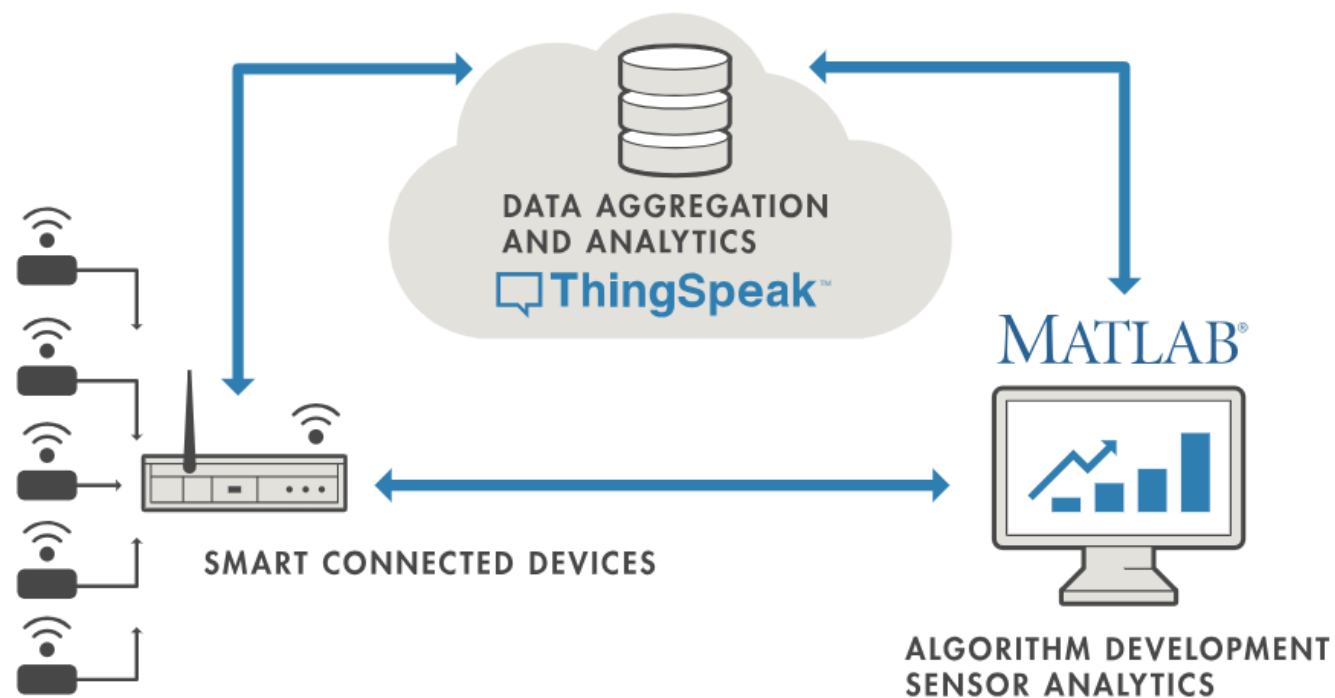 DATA AGGREGATION
AND ANALYTICS
ThingSpeak™
MATLAB®
SMART CONNECTED DEVICES
ALGORITHM DEVELOPMENT
SENSOR ANALYTICS